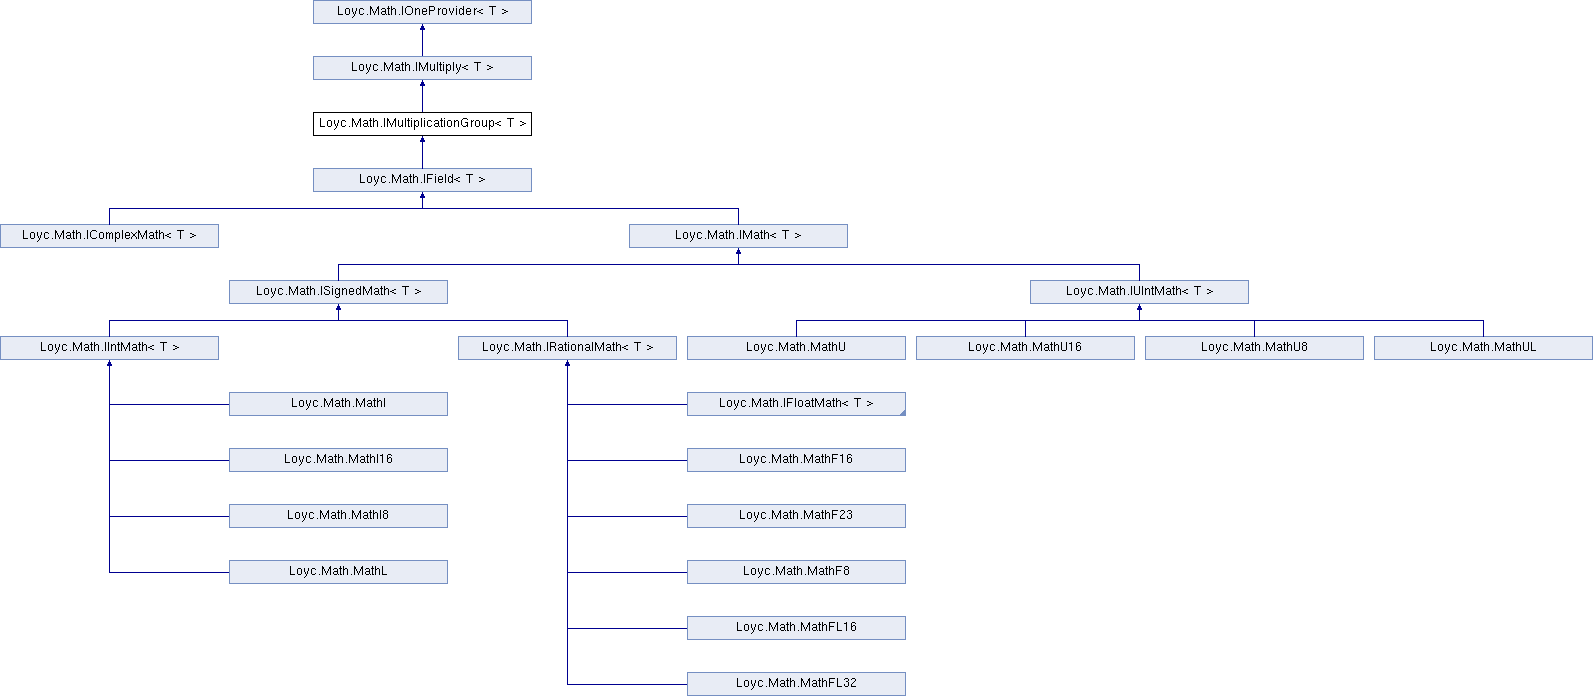 Loyc.Math.IOneProvider< T >
Loyc.Math.IMultiply< T >
Loyc.Math.IMultiplicationGroup< T >
Loyc.Math.IField< T >
Loyc.Math.IComplexMath< T >
Loyc.Math.IMath< T >
Loyc.Math.ISignedMath< T >
Loyc.Math.IUIntMath< T >
Loyc.Math.IIntMath< T >
Loyc.Math.IRationalMath< T >
Loyc.Math.MathU
Loyc.Math.MathU16
Loyc.Math.MathU8
Loyc.Math.MathUL
Loyc.Math.MathI
Loyc.Math.IFloatMath< T >
Loyc.Math.MathI16
Loyc.Math.MathF16
Loyc.Math.MathI8
Loyc.Math.MathF23
Loyc.Math.MathL
Loyc.Math.MathF8
Loyc.Math.MathFL16
Loyc.Math.MathFL32